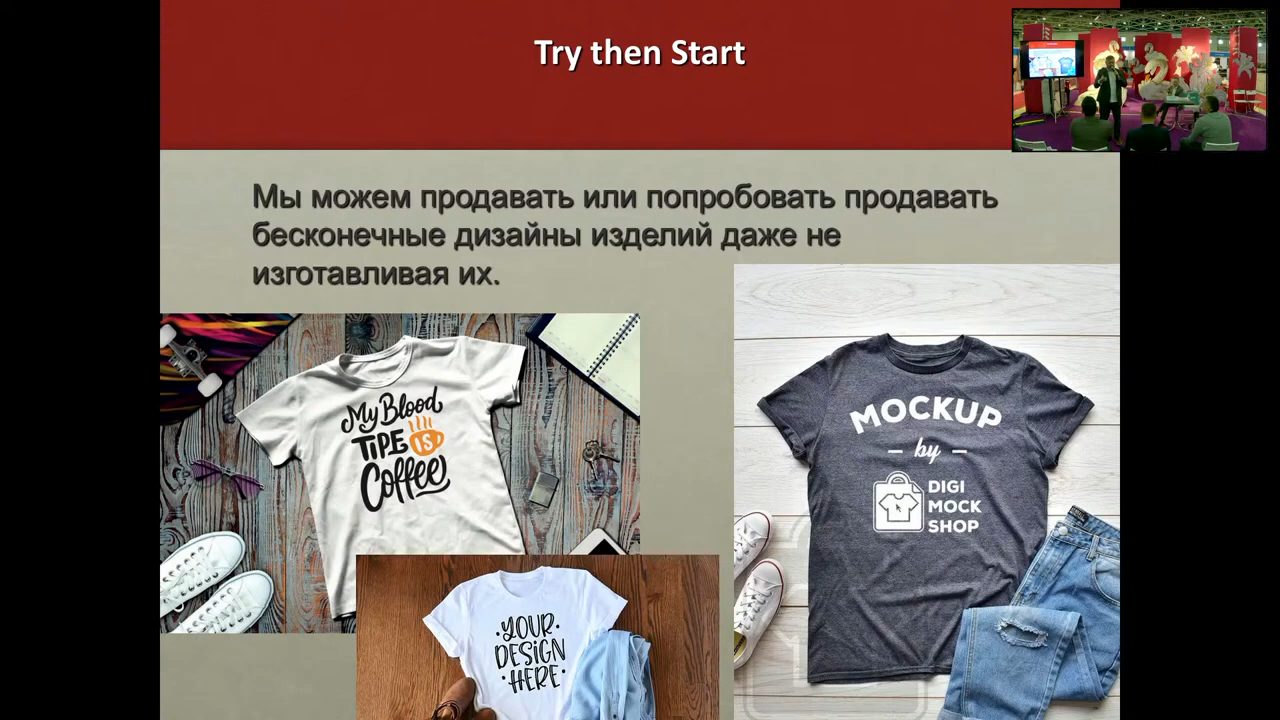 Try then Start
Мы можем продавать или попробовать продавать
бесконечные дизайны изделий даже не
изготавливая их.
My Blood
TIPE IS
Coffee
MOCKUP
by
DIGI
MOCK
SHOP
YOUR
DESIGN
HERE